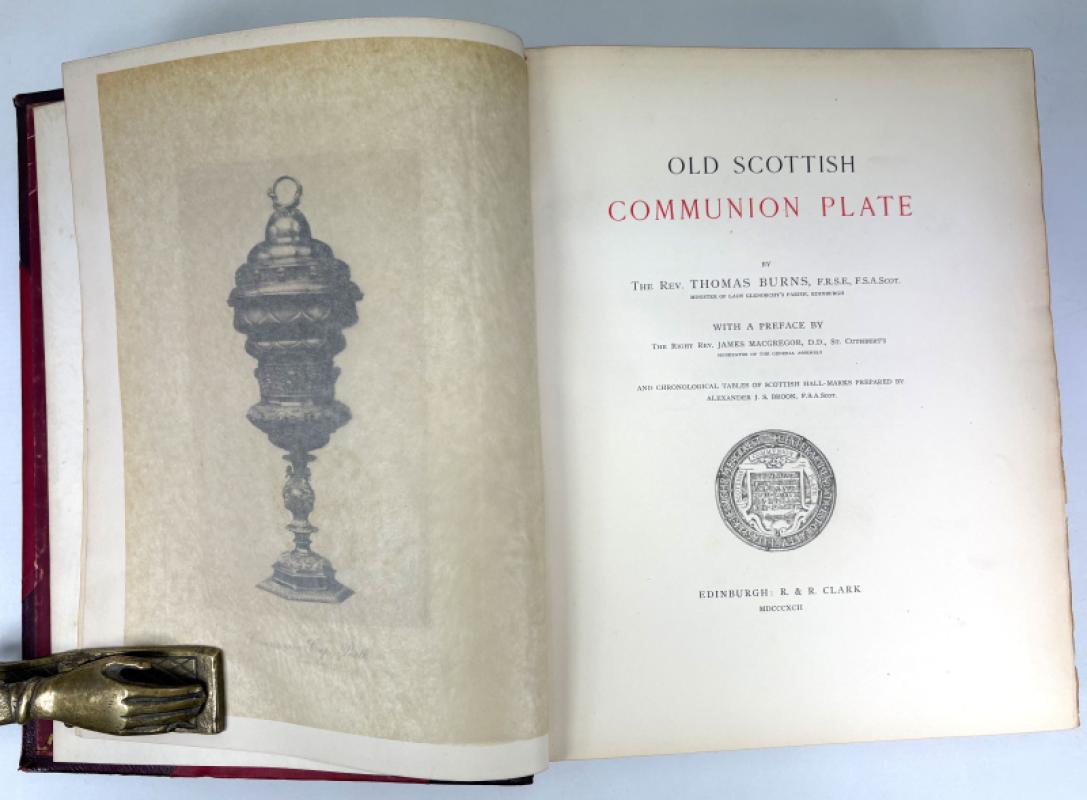 Cup, Perth
OLD SCOTTISH
COMMUNION PLATE
BY
THE REV. THOMAS BURNS, F.R.S.E., F.S.A.SCOT.
MINISTER OF LADY GLENORCHY'S PARISH, EDINBURGH
WITH A PREFACE BY
THE RIGHT REV. JAMES MACGREGOR, D.D., ST. CUTHBERT'S
MODERATOR OF THE GENERAL ASSEMBLY
AND CHRONOLOGICAL TABLES OF SCOTTISH HALL-MARKS PREPARED BY
ALEXANDER J. S. BROOK, F.S.A.SCOT.
EDINBURGH: R. & R. CLARK
MDCCCXCII